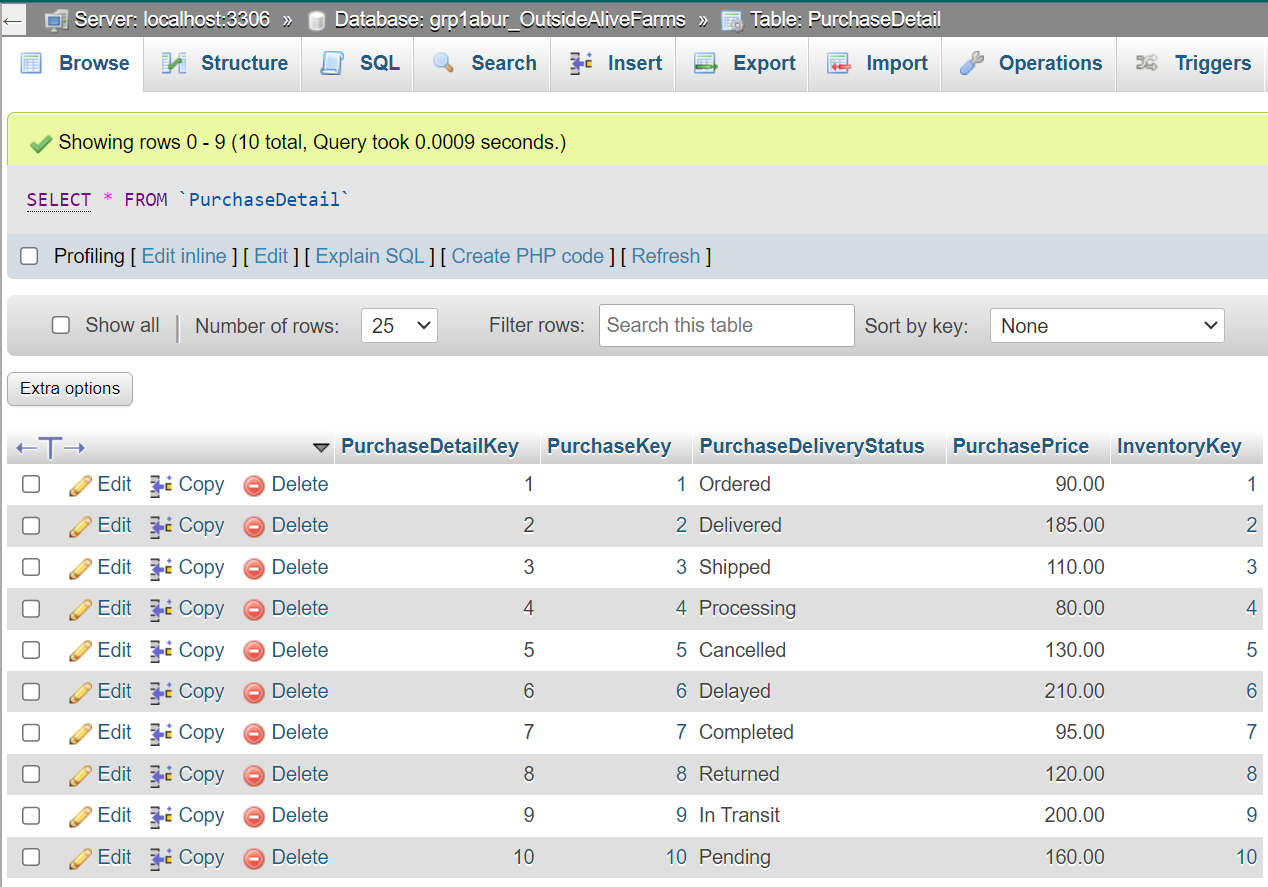 ← Server: localhost:3306 » Database: grp1abur_OutsideAliveFarms » Table: PurchaseDetail
Browse Structure SQL Search Insert Export Import Operations Triggers
Showing rows 0 - 9 (10 total, Query took 0.0009 seconds.)
SELECT * FROM `PurchaseDetail`
Profiling [ Edit inline ] [ Edit ] [ Explain SQL ] [ Create PHP code ] [ Refresh ]
Show all | Number of rows: 25 Filter rows: Search this table Sort by key: None
Extra options
←T→ PurchaseDetailKey PurchaseKey PurchaseDeliveryStatus PurchasePrice InventoryKey
Edit Copy Delete 1 1 Ordered 90.00 1
Edit Copy Delete 2 2 Delivered 185.00 2
Edit Copy Delete 3 3 Shipped 110.00 3
Edit Copy Delete 4 4 Processing 80.00 4
Edit Copy Delete 5 5 Cancelled 130.00 5
Edit Copy Delete 6 6 Delayed 210.00 6
Edit Copy Delete 7 7 Completed 95.00 7
Edit Copy Delete 8 8 Returned 120.00 8
Edit Copy Delete 9 9 In Transit 200.00 9
Edit Copy Delete 10 10 Pending 160.00 10